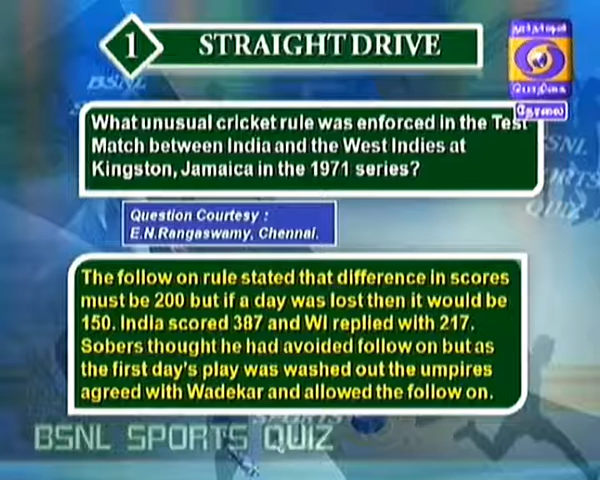 1
STRAIGHT DRIVE
பொதிகை
நேரலை
BSNL
What unusual cricket rule was enforced in the Test
Match between India and the West Indies at
Kingston, Jamaica in the 1971 series?
BSNL
QUIZ
Question Courtesy :
E.N.Rangaswamy, Chennai.
The follow on rule stated that difference in scores
must be 200 but if a day was lost then it would be
150. India scored 387 and WI replied with 217.
Sobers thought he had avoided follow on but as
the first day's play was washed out the umpires
agreed with Wadekar and allowed the follow on.
BSNL SPORTS QUIZ